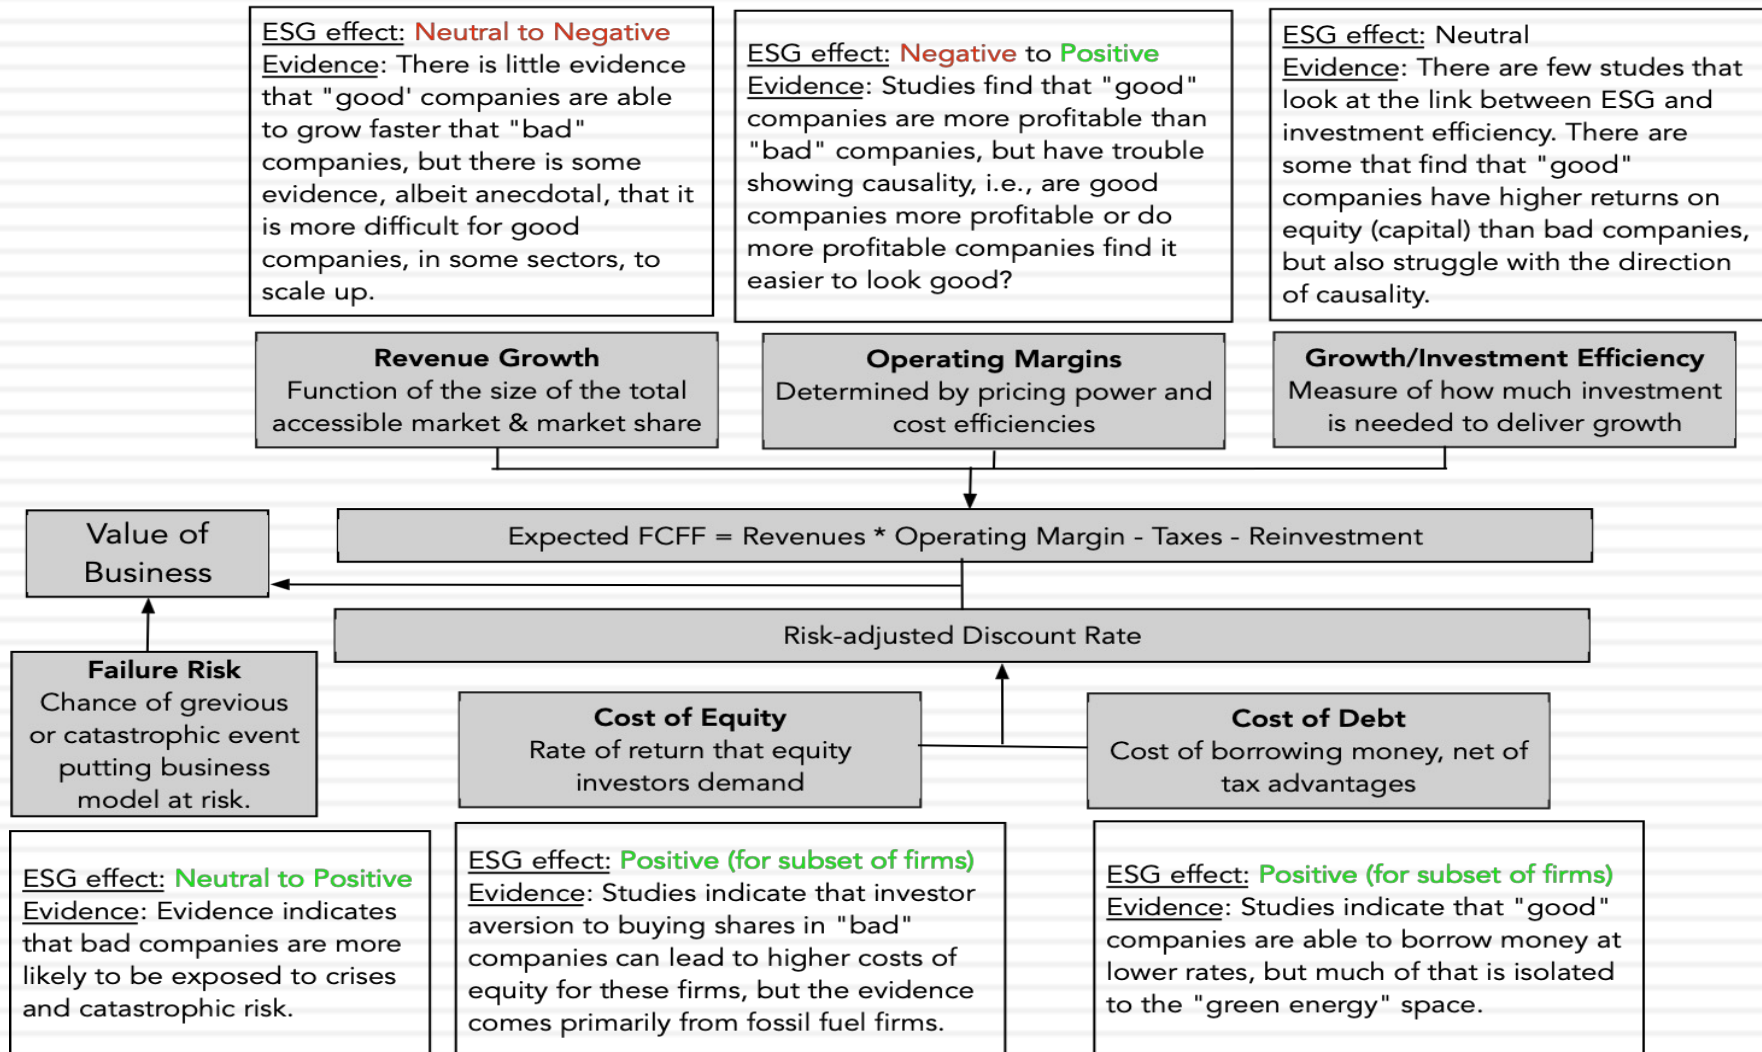 ESG effect: Neutral to Negative
Evidence: There is little evidence
that "good' companies are able
to grow faster that "bad"
companies, but there is some
evidence, albeit anecdotal, that it
is more difficult for good
companies, in some sectors, to
scale up.
ESG effect: Negative to Positive
Evidence: Studies find that "good"
companies are more profitable than
"bad" companies, but have trouble
showing causality, i.e., are good
companies more profitable or do
more profitable companies find it
easier to look good?
ESG effect: Neutral
Evidence: There are few studes that
look at the link between ESG and
investment efficiency. There are
some that find that "good"
companies have higher returns on
equity (capital) than bad companies,
but also struggle with the direction
of causality.
Revenue Growth
Function of the size of the total
accessible market & market share
Operating Margins
Determined by pricing power and
cost efficiencies
Growth/Investment Efficiency
Measure of how much investment
is needed to deliver growth
Value of
Business
Expected FCFF = Revenues * Operating Margin - Taxes - Reinvestment
Risk-adjusted Discount Rate
Failure Risk
Chance of grevious
or catastrophic event
putting business
model at risk.
Cost of Equity
Rate of return that equity
investors demand
Cost of Debt
Cost of borrowing money, net of
tax advantages
ESG effect: Neutral to Positive
Evidence: Evidence indicates
that bad companies are more
likely to be exposed to crises
and catastrophic risk.
ESG effect: Positive (for subset of firms)
Evidence: Studies indicate that investor
aversion to buying shares in "bad"
companies can lead to higher costs of
equity for these firms, but the evidence
comes primarily from fossil fuel firms.
ESG effect: Positive (for subset of firms)
Evidence: Studies indicate that "good"
companies are able to borrow money at
lower rates, but much of that is isolated
to the "green energy" space.